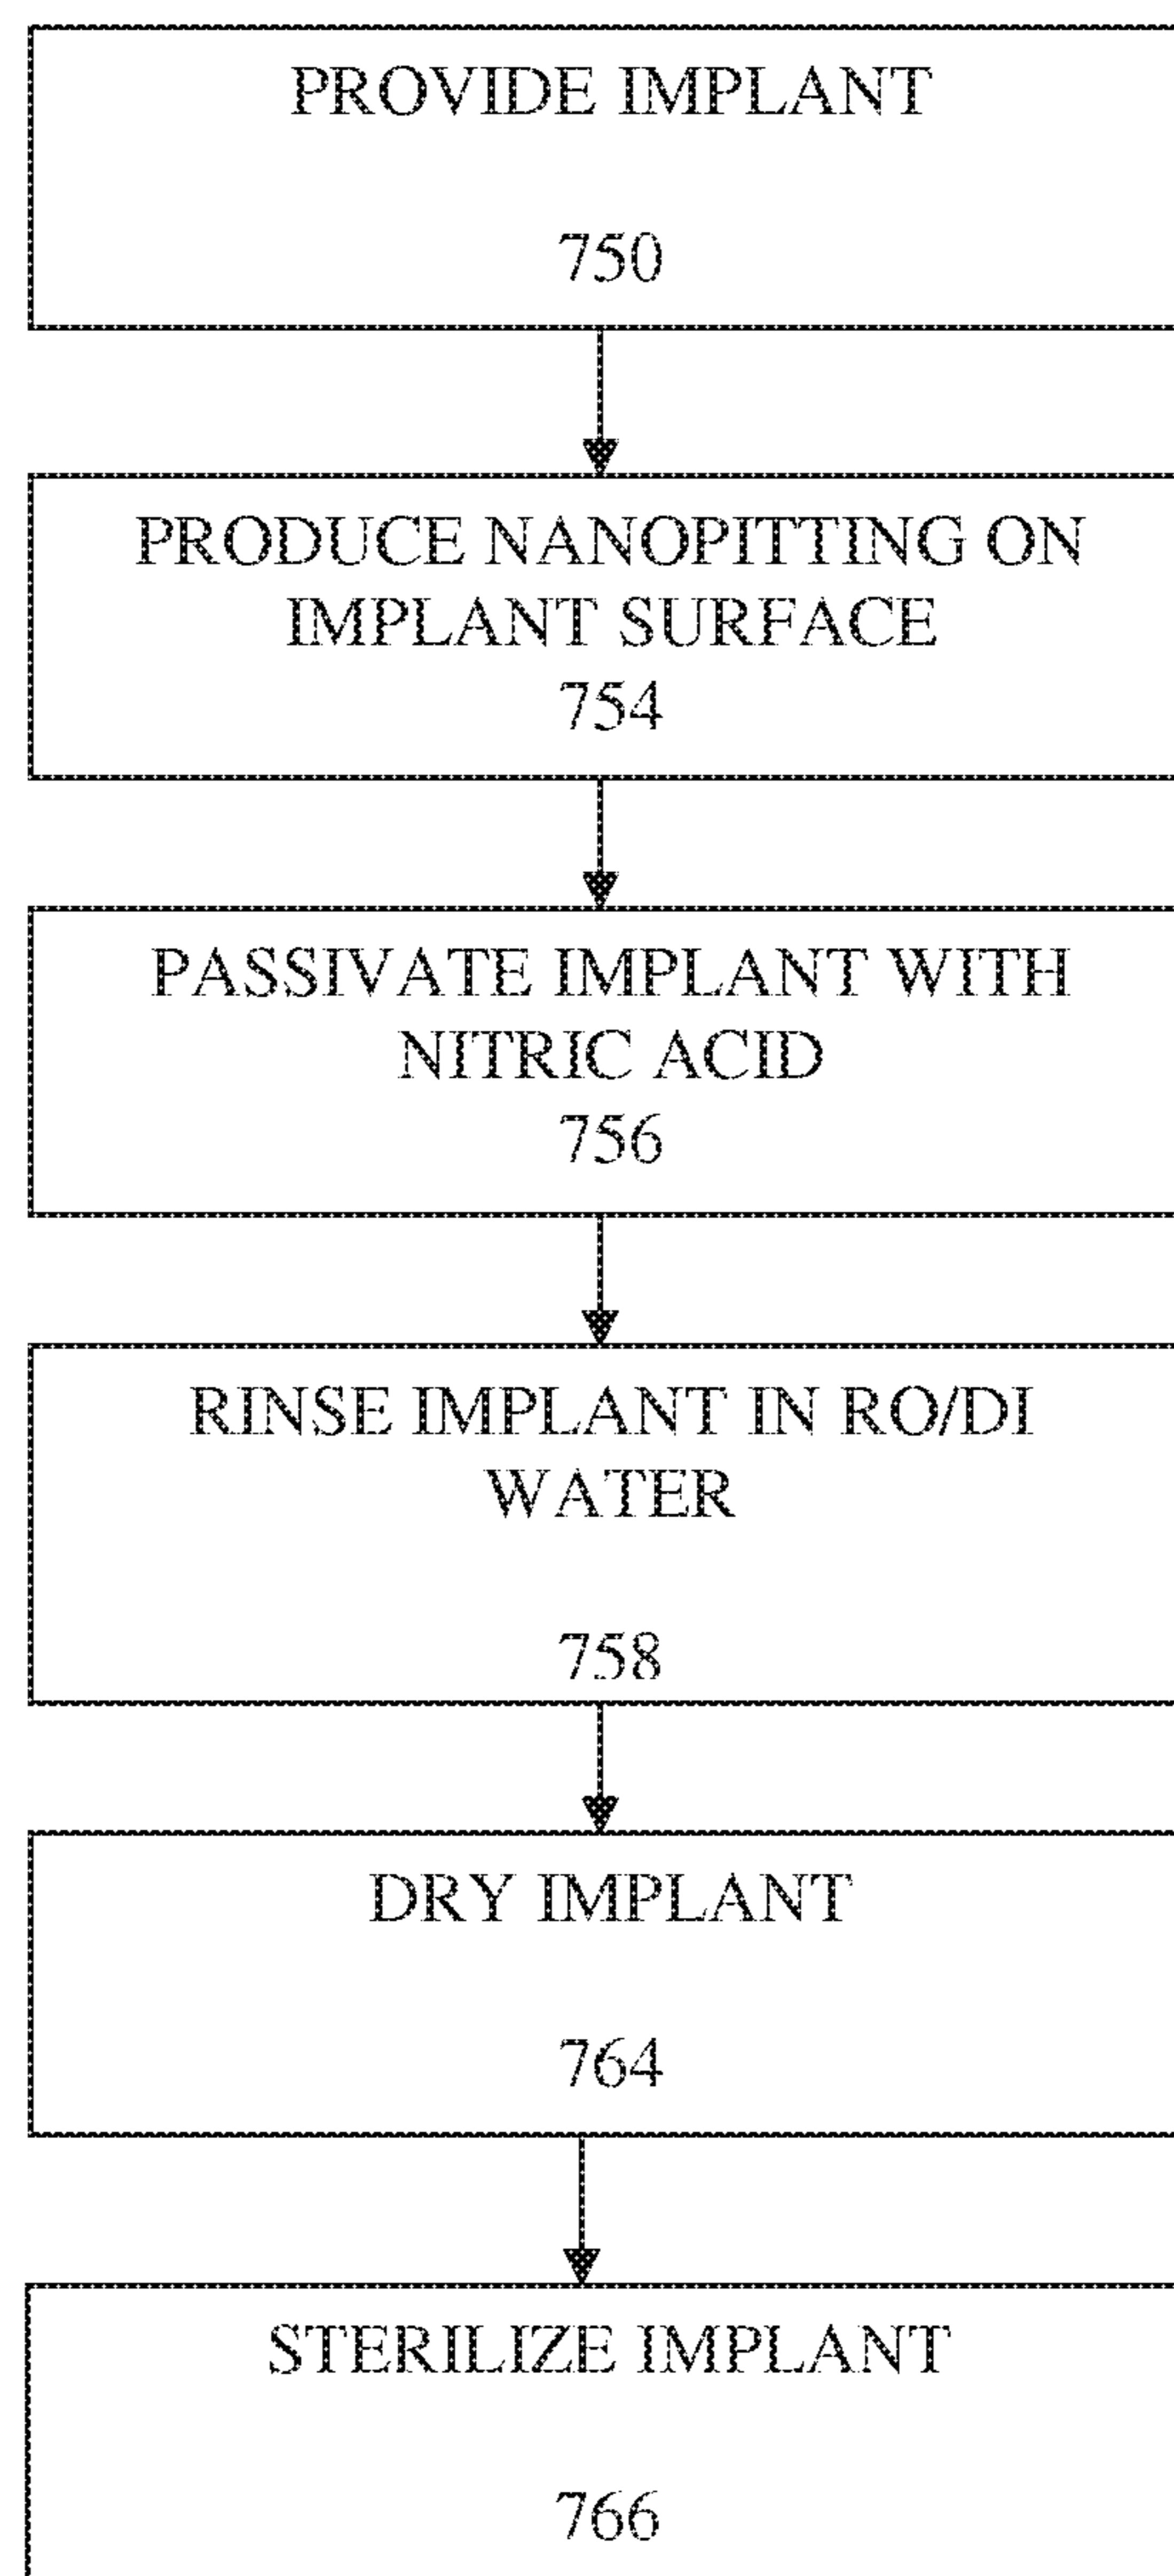 PROVIDE IMPLANT
750
PRODUCE NANOPITTING ON
IMPLANT SURFACE
754
PASSIVATE IMPLANT WITH
NITRIC ACID
756
RINSE IMPLANT IN RO/DI
WATER
758
DRY IMPLANT
764
STERILIZE IMPLANT
766